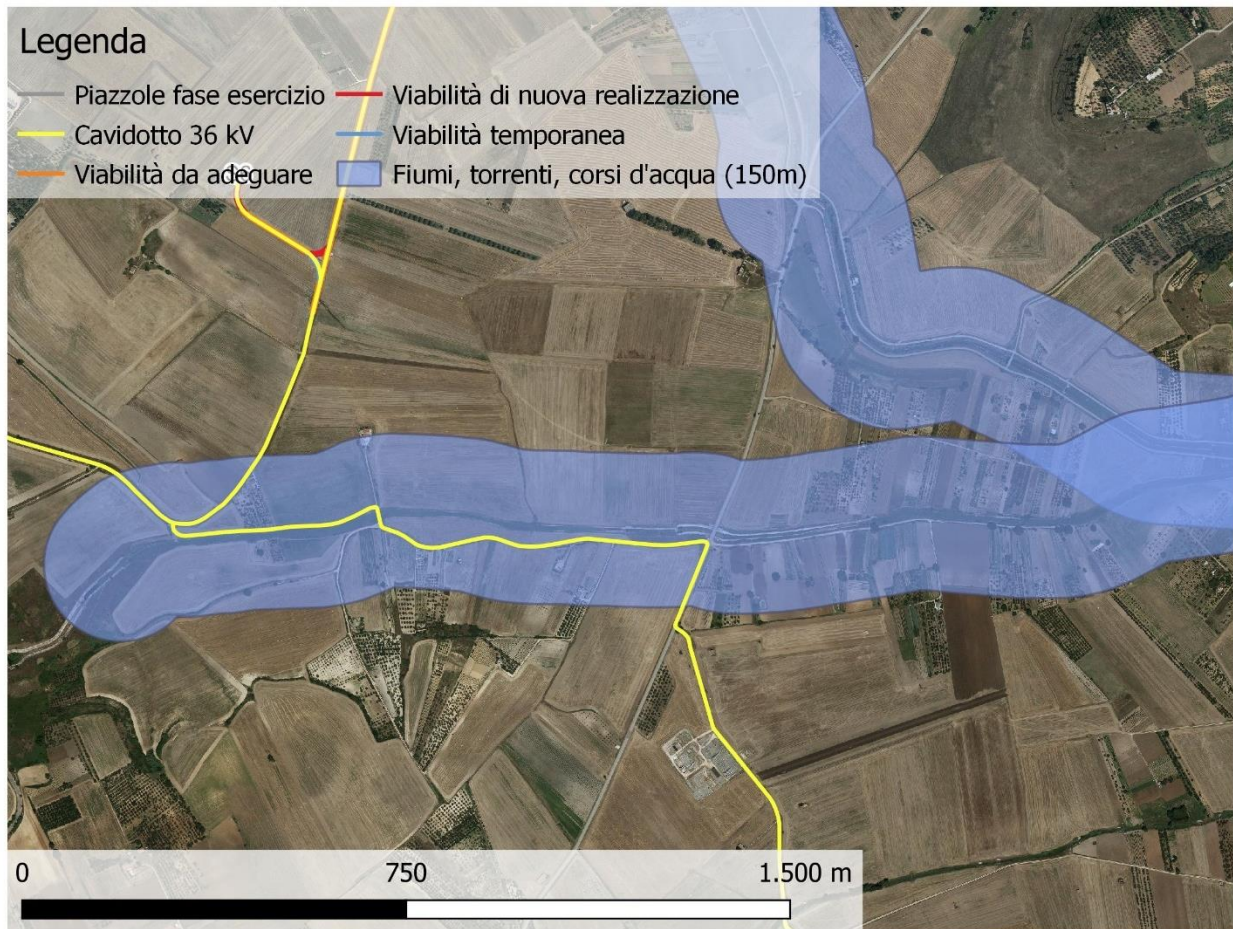 Legenda
Piazzole fase esercizio
Cavidotto 36 kV
Viabilità da adeguare
Viabilità di nuova realizzazione
Viabilità temporanea
Fiumi, torrenti, corsi d'acqua (150m)
0 750 1.500 m